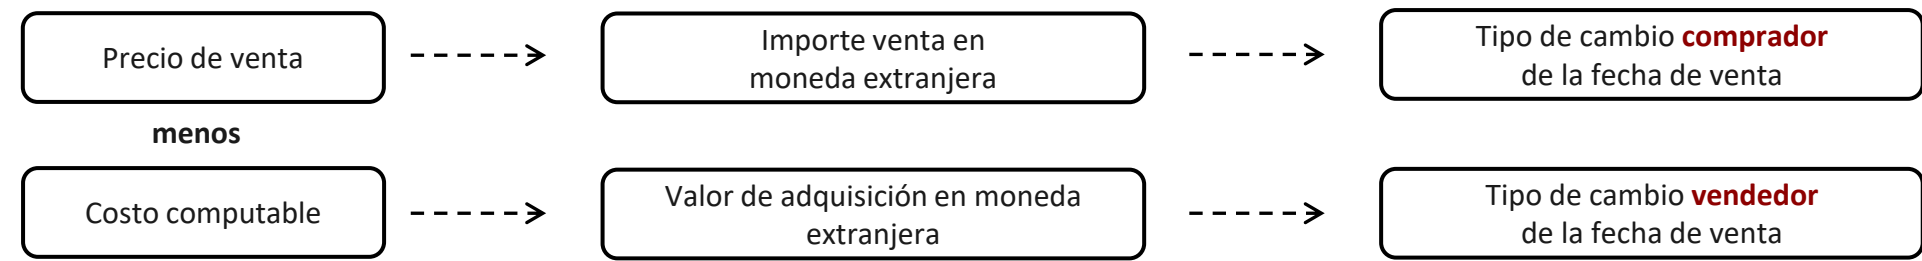 Precio de venta
Importe venta en
moneda extranjera
Tipo de cambio comprador
de la fecha de venta
menos
Costo computable
Valor de adquisición en moneda
extranjera
Tipo de cambio vendedor
de la fecha de venta